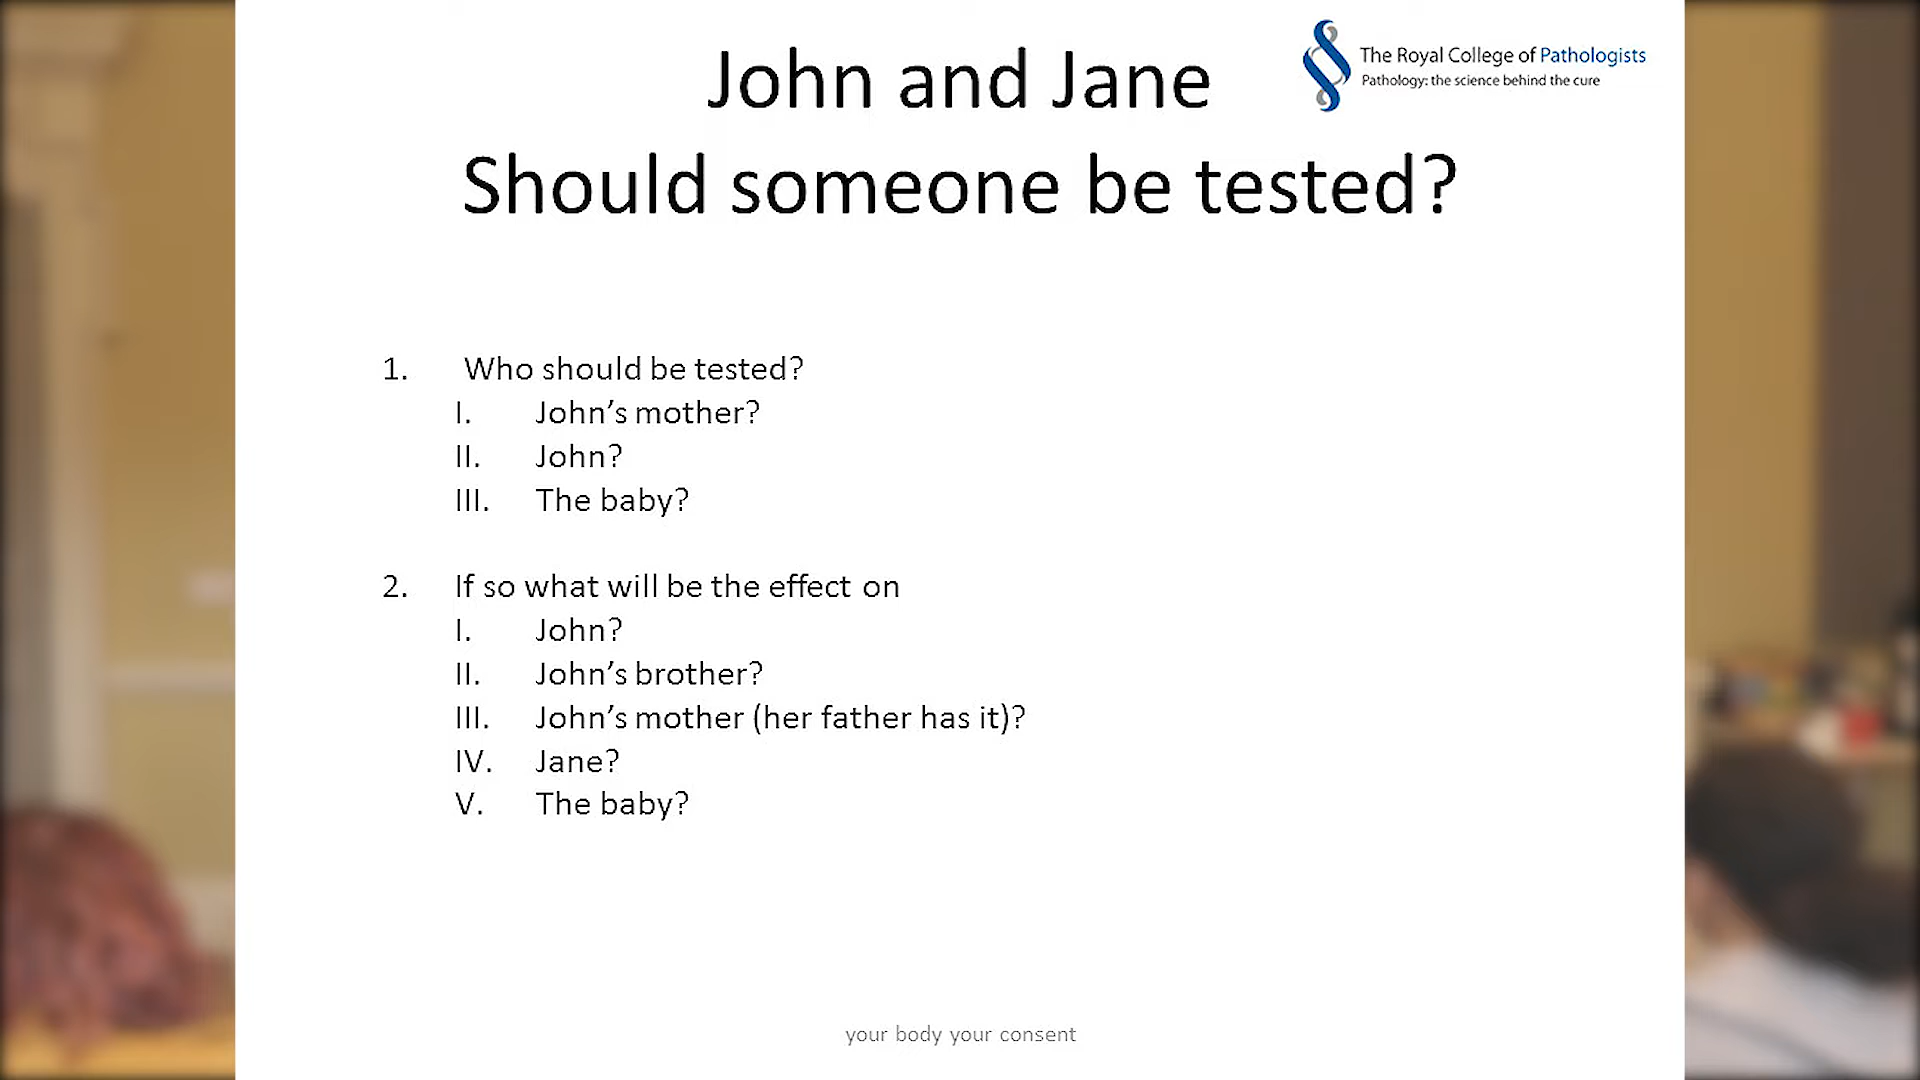 John and Jane
The Royal College of Pathologists
Pathology: the science behind the cure
Should someone be tested?
1. Who should be tested?
I. John’s mother?
II. John?
III. The baby?
2. If so what will be the effect on
I. John?
II. John’s brother?
III. John’s mother (her father has it)?
IV. Jane?
V. The baby?
your body your consent